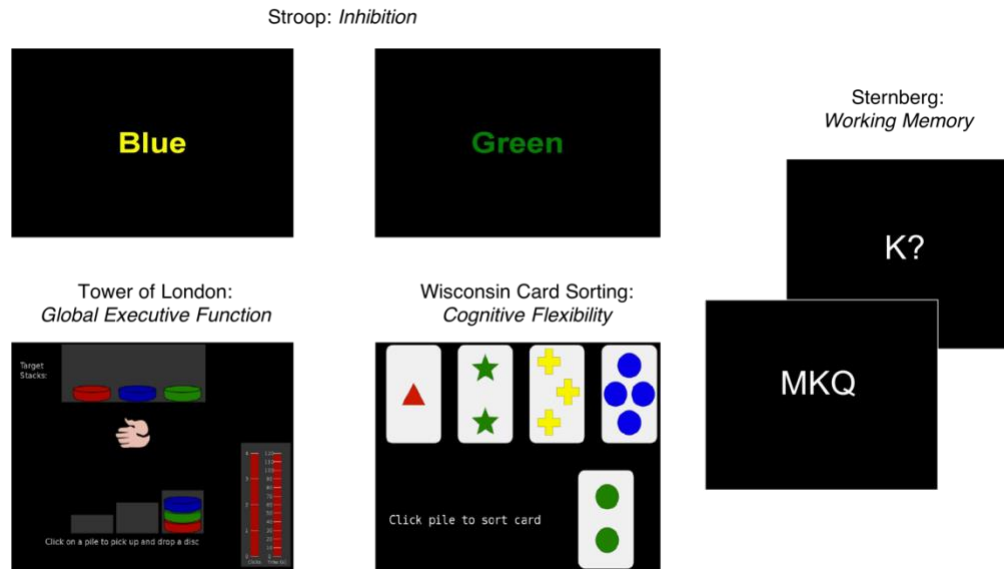 Stroop: Inhibition
Blue
Green
Sternberg:
Working Memory
K?
MKQ
Tower of London:
Global Executive Function
Target
Stacks:
Click on a pile to pick up and drop a disc
Wisconsin Card Sorting:
Cognitive Flexibility
Click pile to sort card